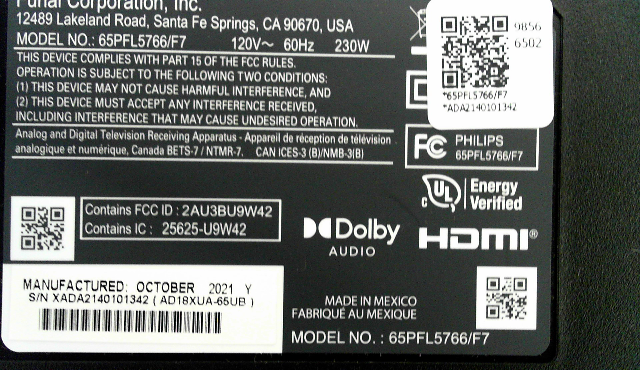 Funai Corporation, Inc.
12489 Lakeland Road, Santa Fe Springs, CA 90670, USA
MODEL NO.: 65PFL5766/F7 120V～ 60Hz 230W
THIS DEVICE COMPLIES WITH PART 15 OF THE FCC RULES.
OPERATION IS SUBJECT TO THE FOLLOWING TWO CONDITIONS:
(1) THIS DEVICE MAY NOT CAUSE HARMFUL INTERFERENCE, AND
(2) THIS DEVICE MUST ACCEPT ANY INTERFERENCE RECEIVED,
INCLUDING INTERFERENCE THAT MAY CAUSE UNDESIRED OPERATION.
Analog and Digital Television Receiving Apparatus - Appareil de réception de télévision
analogique et numérique, Canada BETS-7 / NTMR-7, CAN ICES-3 (B)/NMB-3(B)
9856
6502
*65PFL5766/F7
*ADA2140101342
FC PHILIPS
65PFL5766/F7
c UL Energy
Verified
Contains FCC ID : 2AU3BU9W42
Contains IC : 25625-U9W42
Dolby
AUDIO
HDMI®
MANUFACTURED: OCTOBER 2021 Y
S/N XADA2140101342 ( AD18XUA-65UB )
MADE IN MEXICO
FABRIQUÉ AU MEXIQUE
MODEL NO. : 65PFL5766/F7